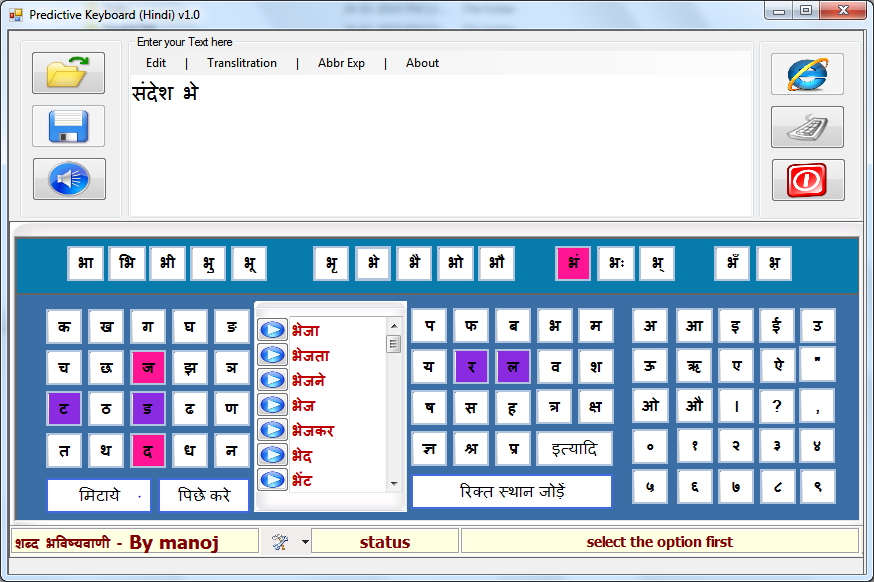 Predictive Keyboard (Hindi) v1.0
Enter your Text here
Edit | Translitration | Abbr Exp | About
संदेश भे
भा भि भी भु भू भृ भे भै भो भौ भं भः भ् भँ भ़
क ख ग घ ङ
च छ ज झ ञ
ट ठ ड ढ ण
त थ द ध न
मिटाये पिछे करे
भेजा
भेजता
भेजने
भेज
भेजकर
भेद
भेंट
प फ ब भ म
य र ल व श
ष स ह त्र क्ष
ज्ञ श्र प्र इत्यादि
रिक्त स्थान जोड़ें
अ आ इ ई उ
ऊ ऋ ए ऐ "
ओ औ । ? ,
० १ २ ३ ४
५ ६ ७ ८ ९
शब्द भविष्यवाणी - By manoj status select the option first